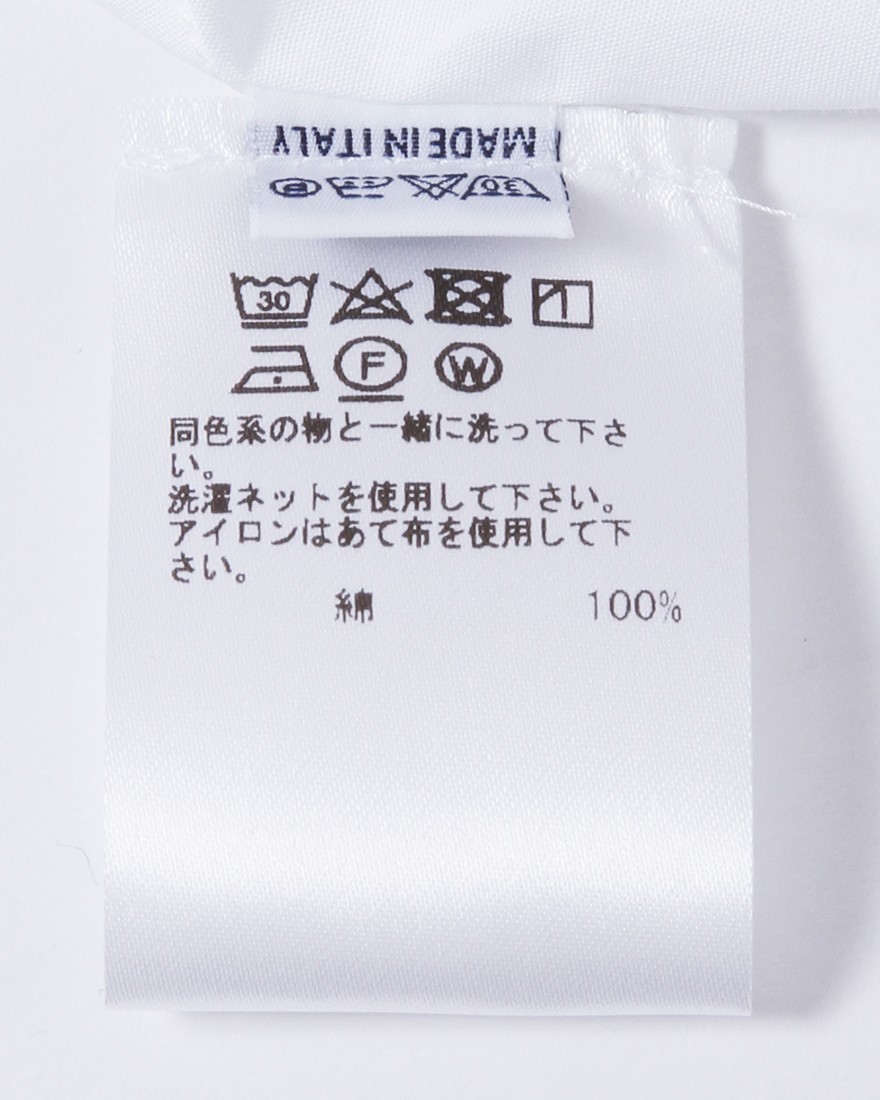 MADE IN ITALY
30
30
F W
同色系の物と一緒に洗って下さ
い。
洗濯ネットを使用して下さい。
アイロンはあて布を使用して下
さい。
綿 100%